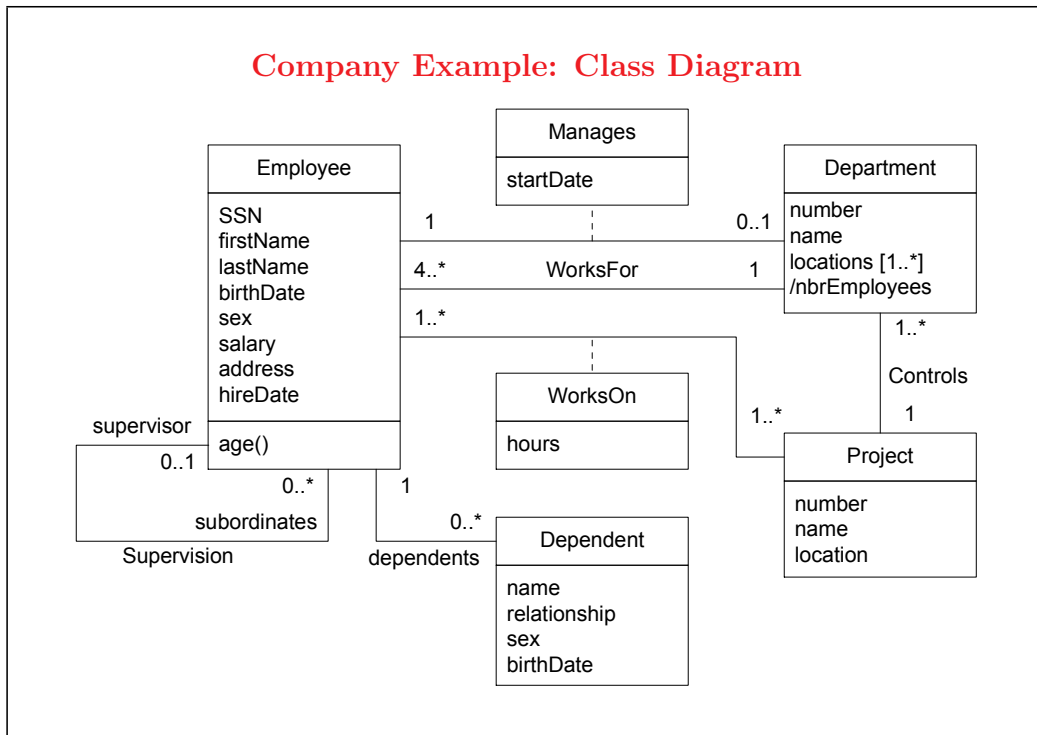 Company Example: Class Diagram
Manages
startDate
Employee
SSN
firstName
lastName
birthDate
sex
salary
address
hireDate
age()
Department
number
name
locations [1..*]
/nbrEmployees
1
0..1
4..*
WorksFor
1
1..*
1..*
Controls
1
WorksOn
hours
1..*
Project
number
name
location
supervisor
0..1
0..*
subordinates
Supervision
1
0..*
dependents
Dependent
name
relationship
sex
birthDate